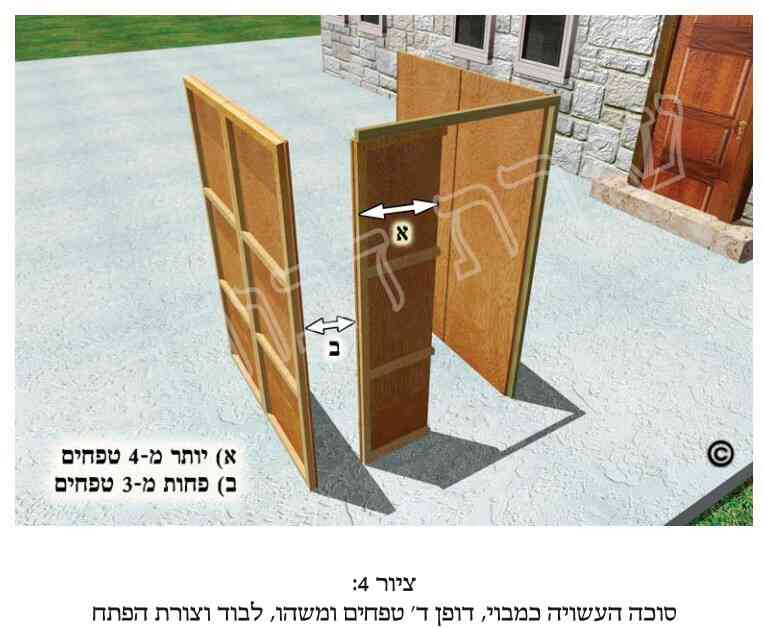 א
ב
א) יותר מ-4 טפחים
ב) פחות מ-3 טפחים
©
ציור 4:
סוכה העשויה כמבוי, דופן ד׳ טפחים ומשהו, לבוד וצורת הפתח